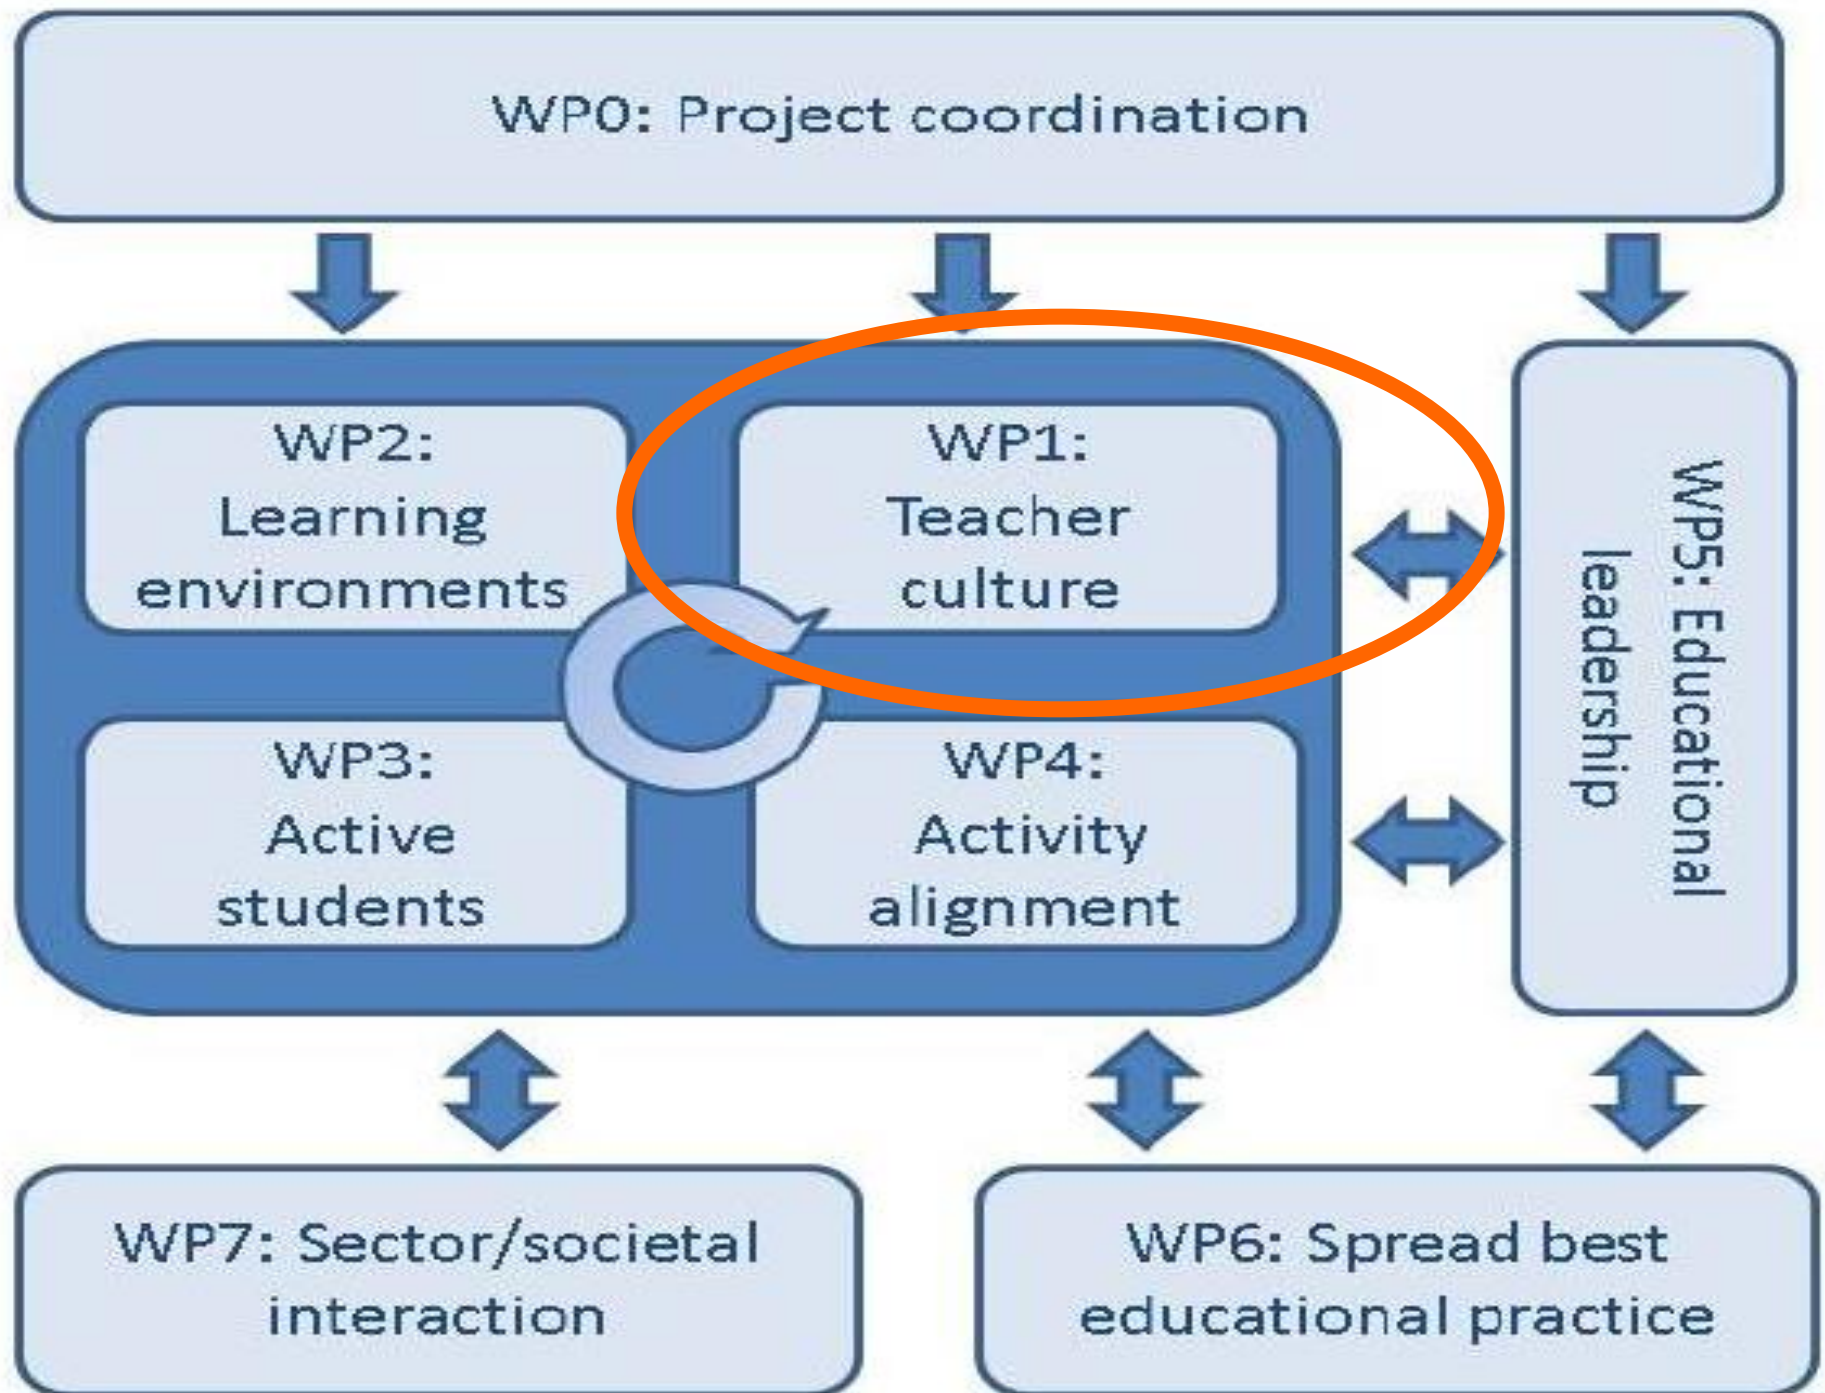 WP0: Project coordination
WP2:
Learning
environments
WP1:
Teacher
culture
WP3:
Active
students
WP4:
Activity
alignment
WP5: Educational
leadership
WP7: Sector/societal
interaction
WP6: Spread best
educational practice